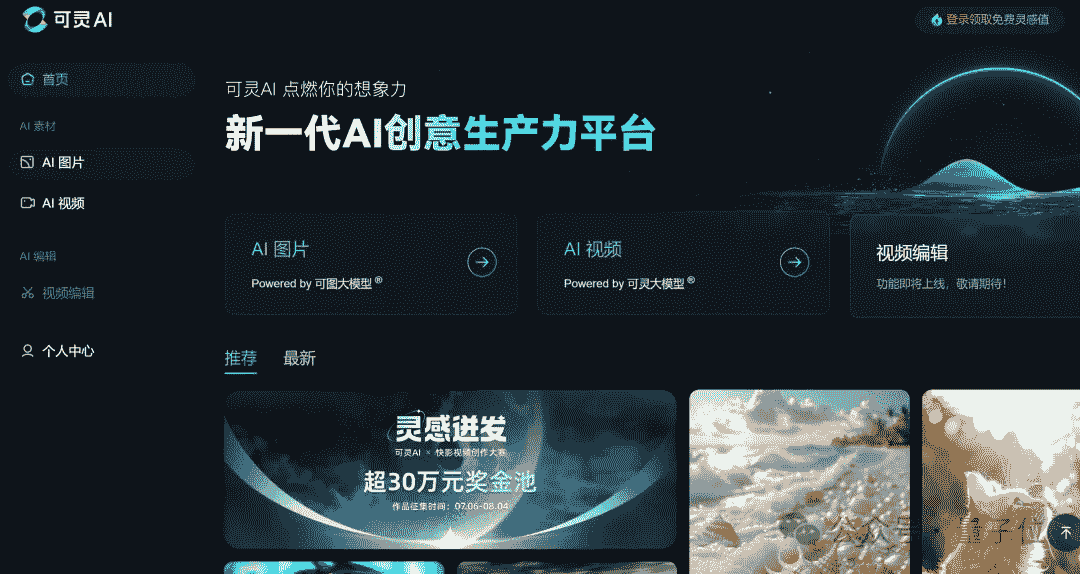 可灵AI
登录领取免费灵感值
首页
AI 素材
AI 图片
AI 视频
AI 编辑
视频编辑
个人中心
可灵AI 点燃你的想象力
新一代AI创意生产力平台
AI 图片
Powered by 可图大模型®
AI 视频
Powered by 可灵大模型®
视频编辑
功能即将上线，敬请期待!
推荐
最新
灵感迸发
可灵AI × 快影视频创作大赛
超30万元奖金池
作品征集时间：07.06-08.04
公众号·量子位